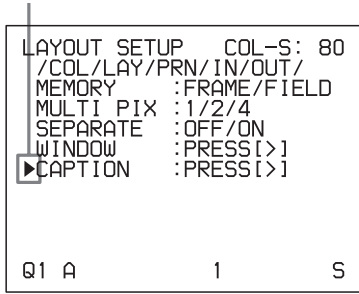 LAYOUT SETUP COL-S: 80
/COL/LAY/PRN/IN/OUT/
MEMORY :FRAME/FIELD
MULTI PIX :1/2/4
SEPARATE :OFF/ON
WINDOW :PRESS[>]
▶CAPTION :PRESS[>]
Q1 A 1 S